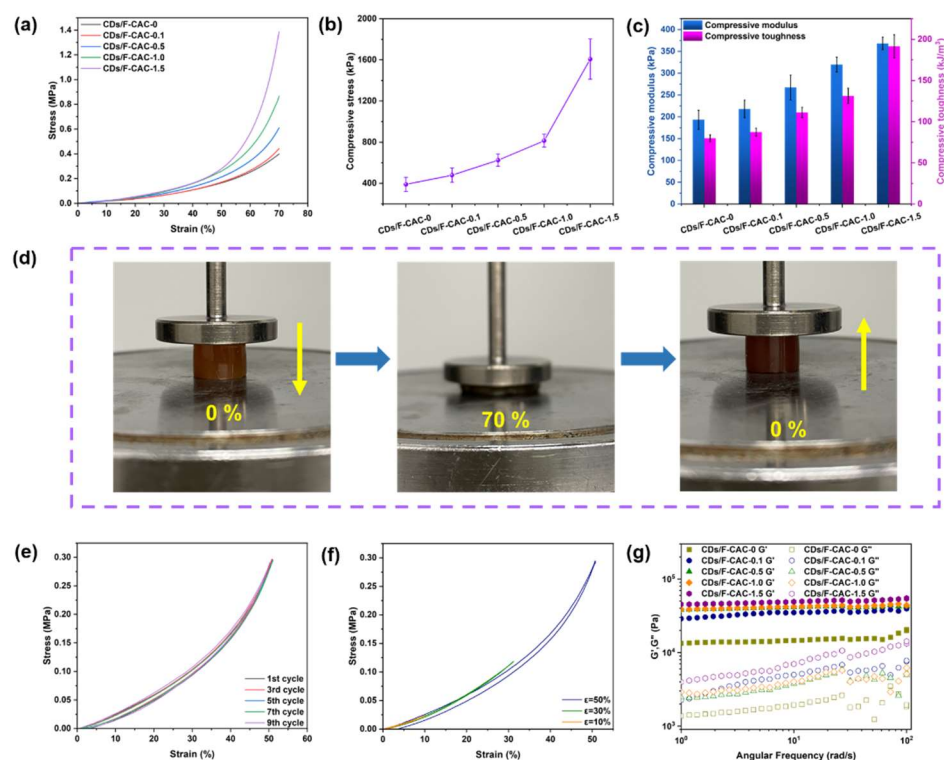 (a)
CDs/F-CAC-0
CDs/F-CAC-0.1
CDs/F-CAC-0.5
CDs/F-CAC-1.0
CDs/F-CAC-1.5
Stress (MPa)
1.4
1.2
1.0
0.8
0.6
0.4
0.2
0.0
0 10 20 30 40 50 60 70 80
Strain (%)
(b)
Compressive stress (kPa)
2000
1600
1200
800
400
CDs/F-CAC-0
CDs/F-CAC-0.1
CDs/F-CAC-0.5
CDs/F-CAC-1.0
CDs/F-CAC-1.5
(c)
Compressive modulus
Compressive toughness
Compressive modulus (kPa)
400
350
300
250
200
150
100
50
0
Compressive toughness (kJ/m³)
200
150
100
50
0
CDs/F-CAC-0
CDs/F-CAC-0.1
CDs/F-CAC-0.5
CDs/F-CAC-1.0
CDs/F-CAC-1.5
(d)
0 %
70 %
0 %
(e)
Stress (MPa)
0.30
0.25
0.20
0.15
0.10
0.05
0.00
1st cycle
3rd cycle
5th cycle
7th cycle
9th cycle
0 10 20 30 40 50 60
Strain (%)
(f)
Stress (MPa)
0.30
0.25
0.20
0.15
0.10
0.05
0.00
ε=50%
ε=30%
ε=10%
0 10 20 30 40 50
Strain (%)
(g)
CDs/F-CAC-0 G' CDs/F-CAC-0 G''
CDs/F-CAC-0.1 G' CDs/F-CAC-0.1 G''
CDs/F-CAC-0.5 G' CDs/F-CAC-0.5 G''
CDs/F-CAC-1.0 G' CDs/F-CAC-1.0 G''
CDs/F-CAC-1.5 G' CDs/F-CAC-1.5 G''
G',G'' (Pa)
10⁵
10⁴
10³
10⁰ 10¹ 10²
Angular Frequency (rad/s)